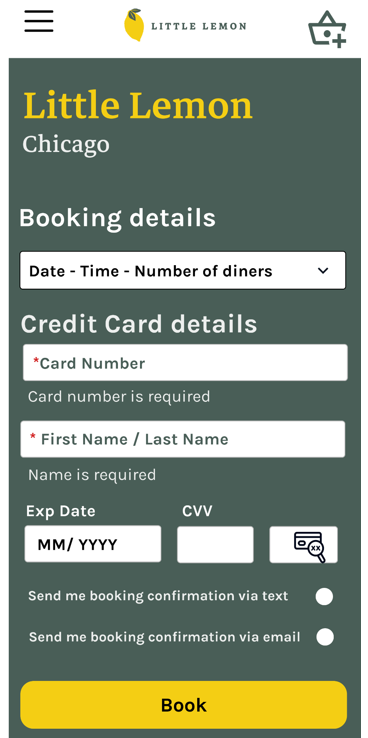 LITTLE LEMON
Little Lemon
Chicago
Booking details
Date - Time - Number of diners
Credit Card details
*Card Number
Card number is required
* First Name / Last Name
Name is required
Exp Date CVV
MM/ YYYY
xx
Send me booking confirmation via text
Send me booking confirmation via email
Book